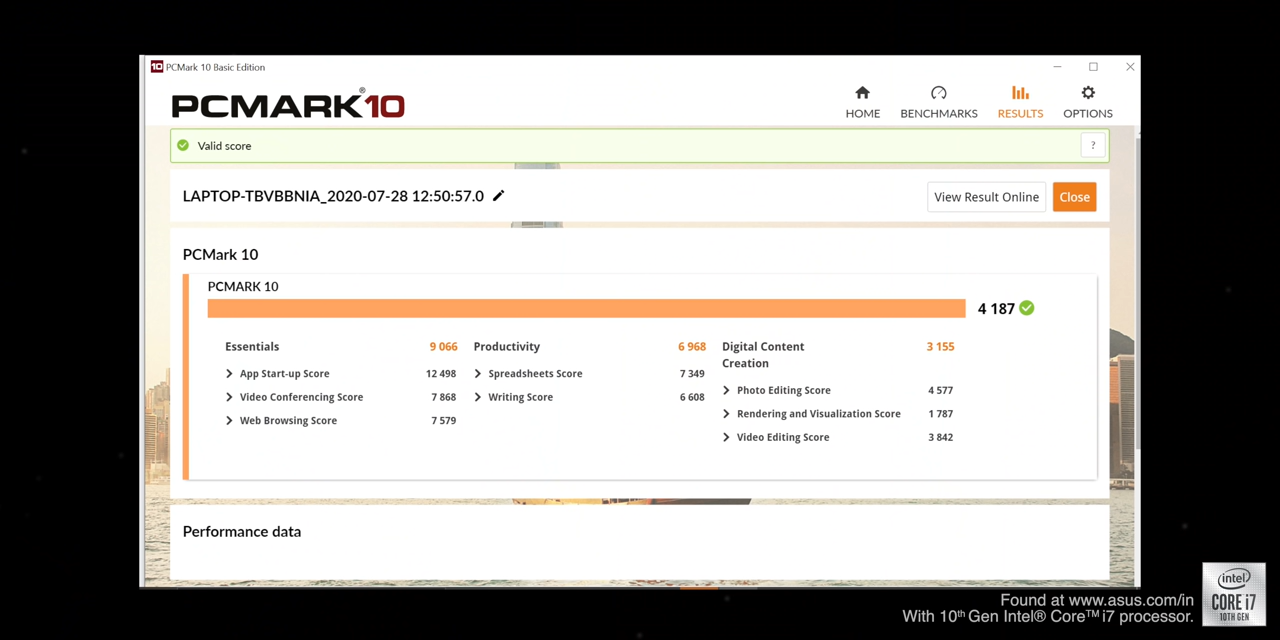 10 PCMark 10 Basic Edition
PCMARK®10
HOME BENCHMARKS RESULTS OPTIONS
Valid score ?
LAPTOP-TBVBBNIA_2020-07-28 12:50:57.0 View Result Online Close
PCMark 10
PCMARK 10
4 187
Essentials 9 066
App Start-up Score 12 498
Video Conferencing Score 7 868
Web Browsing Score 7 579
Productivity 6 968
Spreadsheets Score 7 349
Writing Score 6 608
Digital Content
Creation 3 155
Photo Editing Score 4 577
Rendering and Visualization Score 1 787
Video Editing Score 3 842
Performance data
Found at www.asus.com/in
With 10th Gen Intel® Core™ i7 processor.
intel
CORE i7
10TH GEN